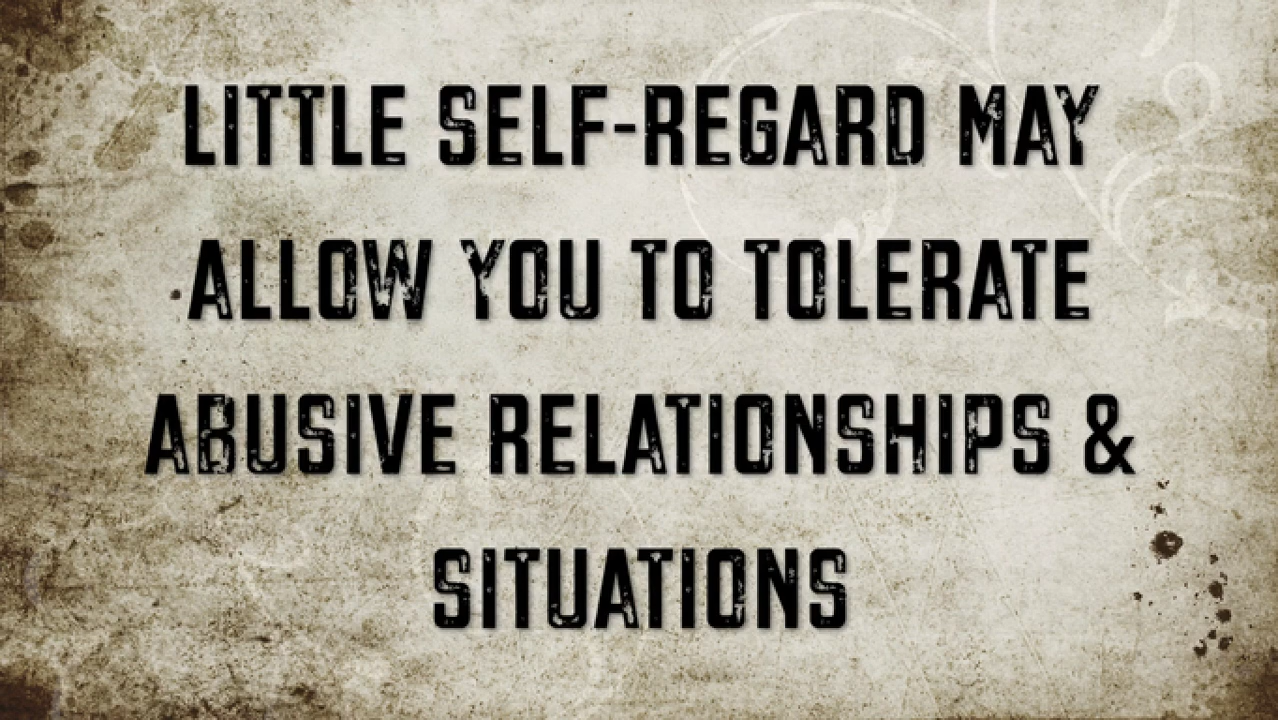 LITTLE SELF-REGARD MAY
ALLOW YOU TO TOLERATE
ABUSIVE RELATIONSHIPS &
SITUATIONS